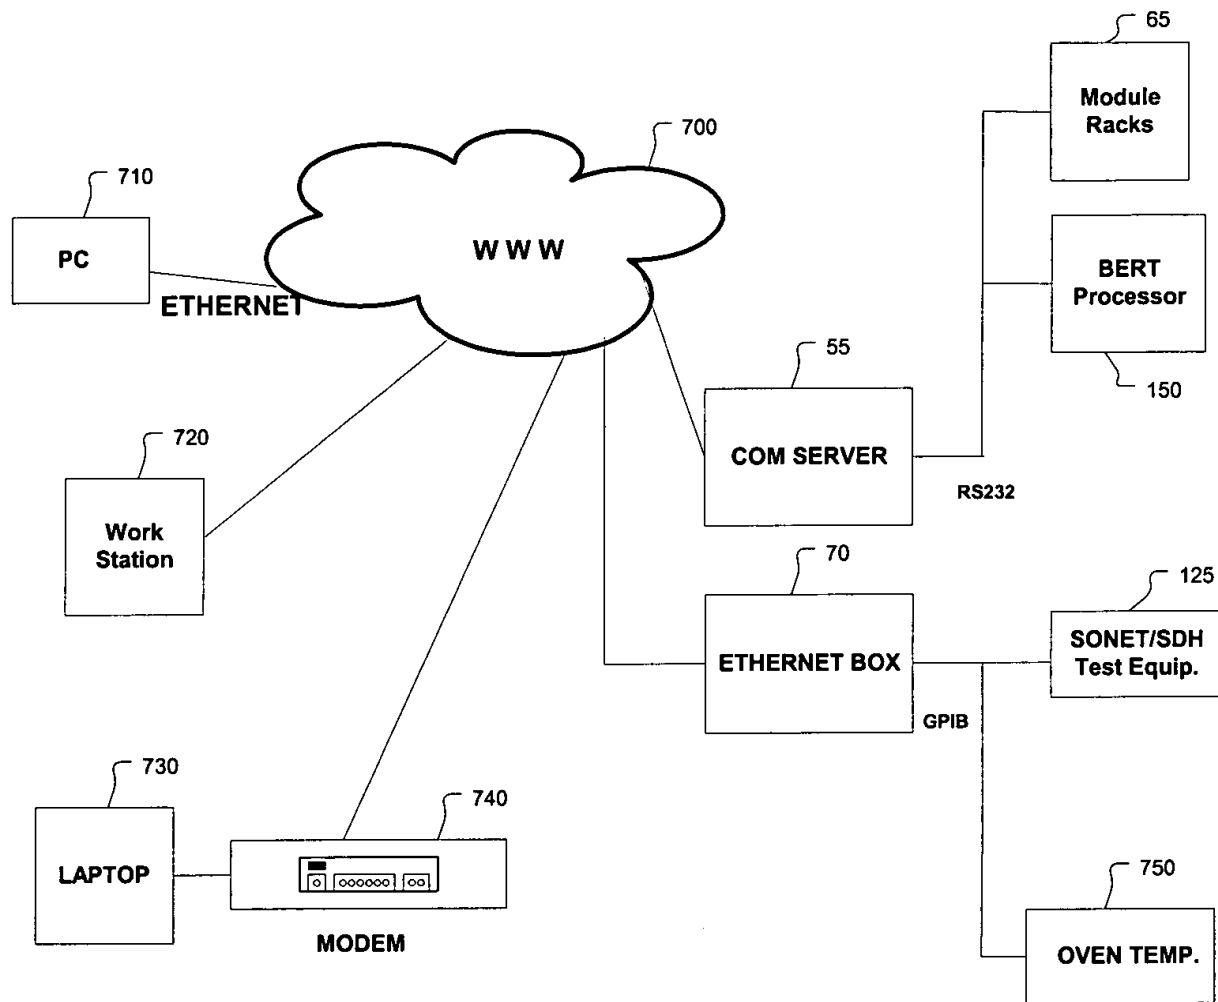 65
Module
Racks
700
710
PC
W W W
ETHERNET
BERT
Processor
150
55
COM SERVER
RS232
720
Work
Station
70
ETHERNET BOX
GPIB
125
SONET/SDH
Test Equip.
730
LAPTOP
740
MODEM
750
OVEN TEMP.